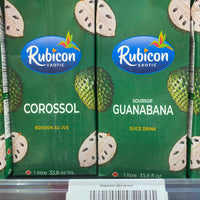 Rubicon
EXOTIC
COROSSOL
BOISSON AU JUS
1 litre 33.8 oz liq
Rubicon
EXOTIC
SOURSOP
GUANABANA
JUICE DRINK
1 litre 33.8 fl oz